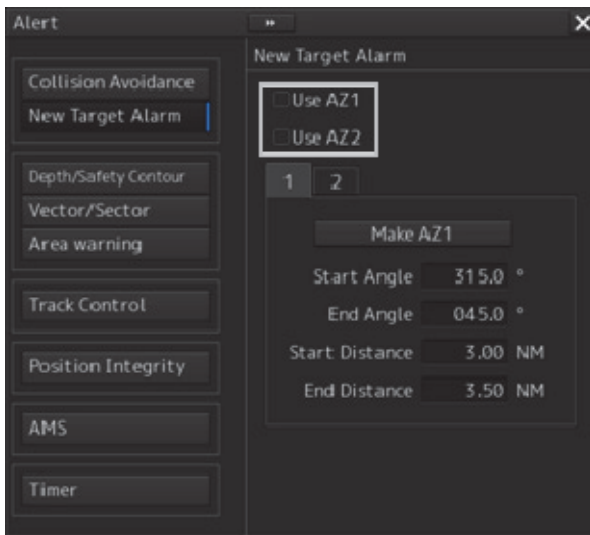 Alert
Collision Avoidance
New Target Alarm
Depth/Safety Contour
Vector/Sector
Area warning
Track Control
Position Integrity
AMS
Timer
New Target Alarm
Use AZ1
Use AZ2
1 2
Make AZ1
Start Angle 315.0 °
End Angle 045.0 °
Start Distance 3.00 NM
End Distance 3.50 NM